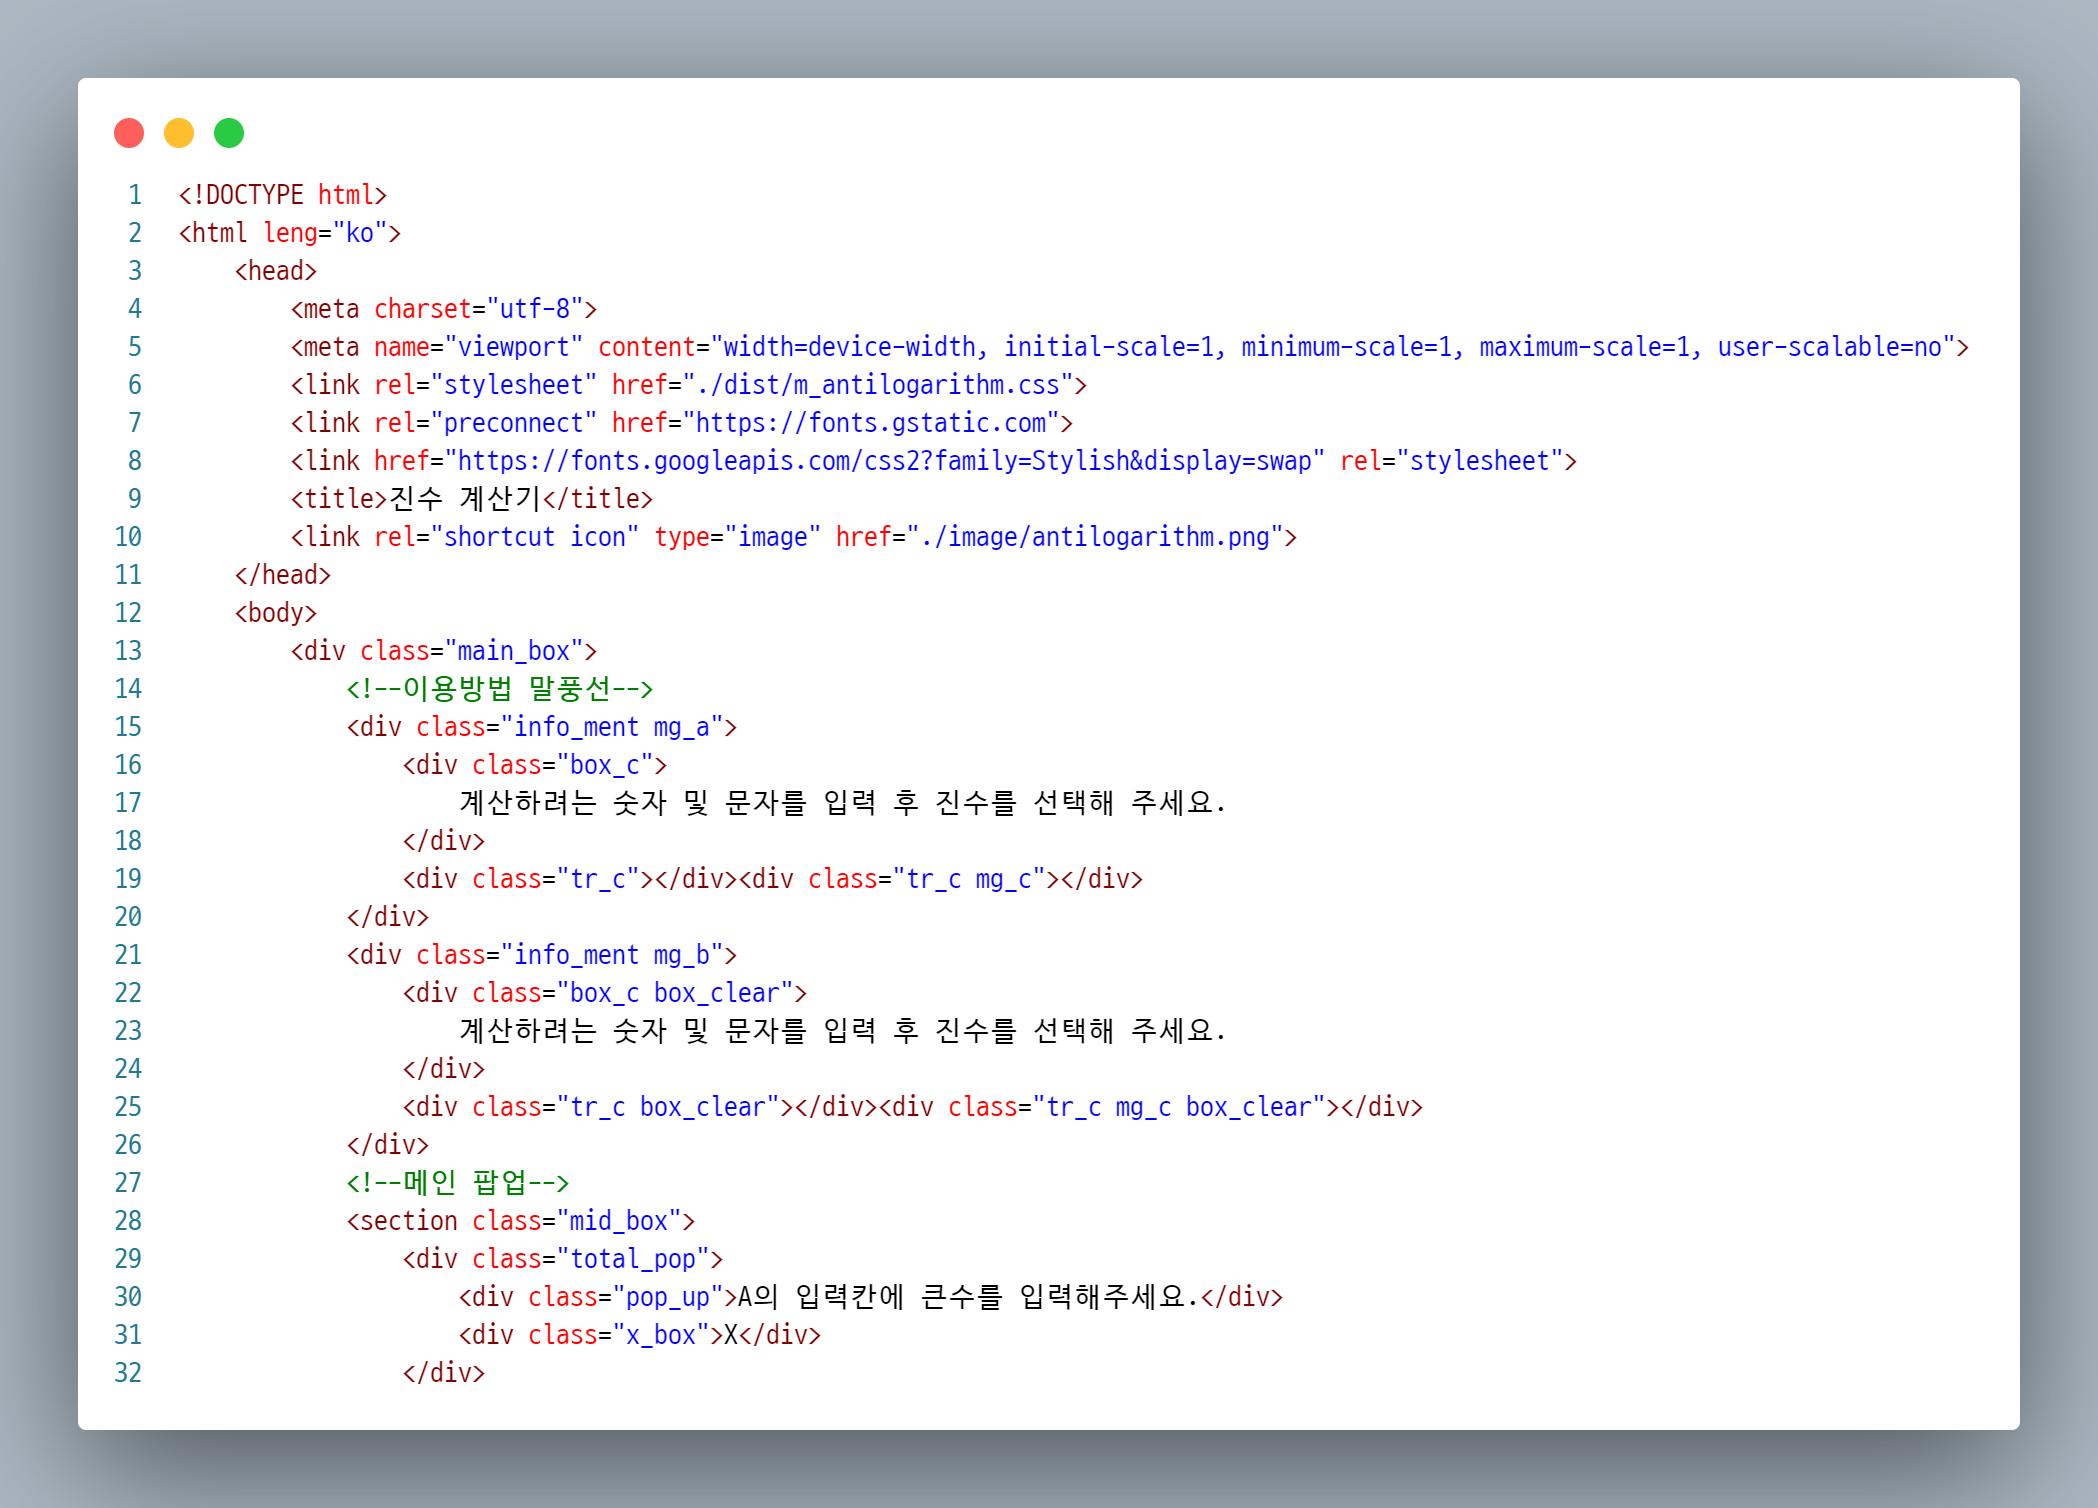 1 <!DOCTYPE html>
2 <html leng="ko">
3     <head>
4         <meta charset="utf-8">
5         <meta name="viewport" content="width=device-width, initial-scale=1, minimum-scale=1, maximum-scale=1, user-scalable=no">
6         <link rel="stylesheet" href="./dist/m_antilogarithm.css">
7         <link rel="preconnect" href="https://fonts.gstatic.com">
8         <link href="https://fonts.googleapis.com/css2?family=Stylish&display=swap" rel="stylesheet">
9         <title>진수 계산기</title>
10         <link rel="shortcut icon" type="image" href="./image/antilogarithm.png">
11     </head>
12     <body>
13         <div class="main_box">
14             <!--이용방법 말풍선-->
15             <div class="info_ment mg_a">
16                 <div class="box_c">
17                     계산하려는 숫자 및 문자를 입력 후 진수를 선택해 주세요.
18                 </div>
19                 <div class="tr_c"></div><div class="tr_c mg_c"></div>
20             </div>
21             <div class="info_ment mg_b">
22                 <div class="box_c box_clear">
23                     계산하려는 숫자 및 문자를 입력 후 진수를 선택해 주세요.
24                 </div>
25                 <div class="tr_c box_clear"></div><div class="tr_c mg_c box_clear"></div>
26             </div>
27             <!--메인 팝업-->
28             <section class="mid_box">
29                 <div class="total_pop">
30                     <div class="pop_up">A의 입력칸에 큰수를 입력해주세요.</div>
31                     <div class="x_box">X</div>
32                 </div>